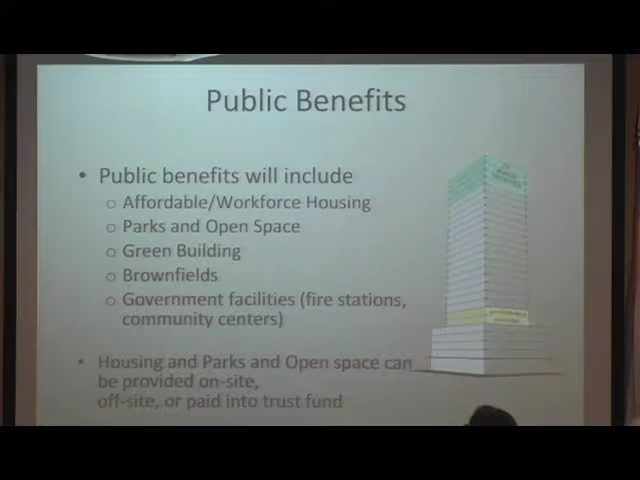 Public Benefits
• Public benefits will include
○ Affordable/Workforce Housing
○ Parks and Open Space
○ Green Building
○ Brownfields
○ Government facilities (fire stations,
community centers)
• Housing and Parks and Open space can
be provided on-site,
off-site, or paid into trust fund